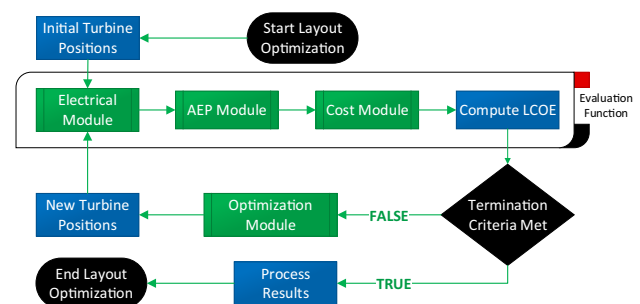 Initial Turbine
Positions
Start Layout
Optimization
Electrical
Module
AEP Module
Cost Module
Compute LCOE
Evaluation
Function
New Turbine
Positions
Optimization
Module
FALSE
Termination
Criteria Met
End Layout
Optimization
Process
Results
TRUE